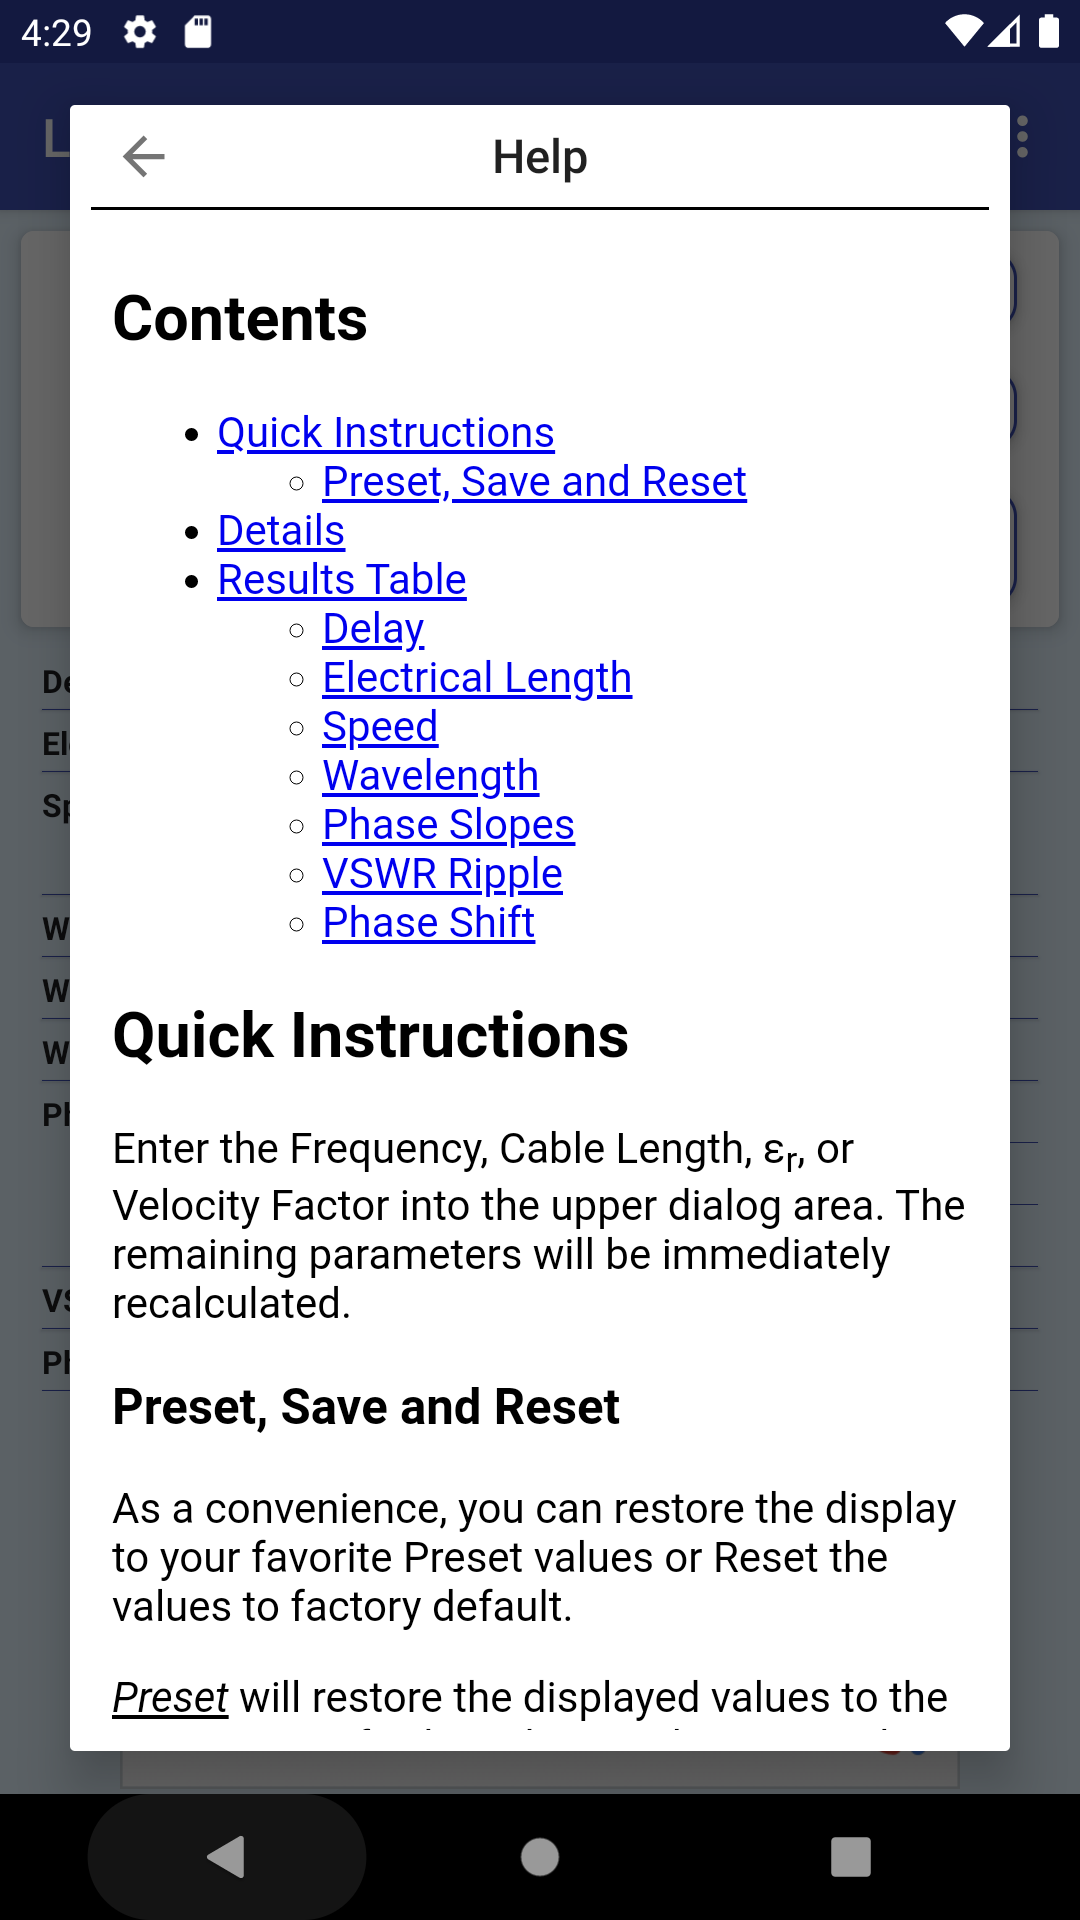 4:29
Help
Contents
Quick Instructions
Preset, Save and Reset
Details
Results Table
Delay
Electrical Length
Speed
Wavelength
Phase Slopes
VSWR Ripple
Phase Shift
Quick Instructions
Enter the Frequency, Cable Length, εr, or
Velocity Factor into the upper dialog area. The
remaining parameters will be immediately
recalculated.
Preset, Save and Reset
As a convenience, you can restore the display
to your favorite Preset values or Reset the
values to factory default.
Preset will restore the displayed values to the